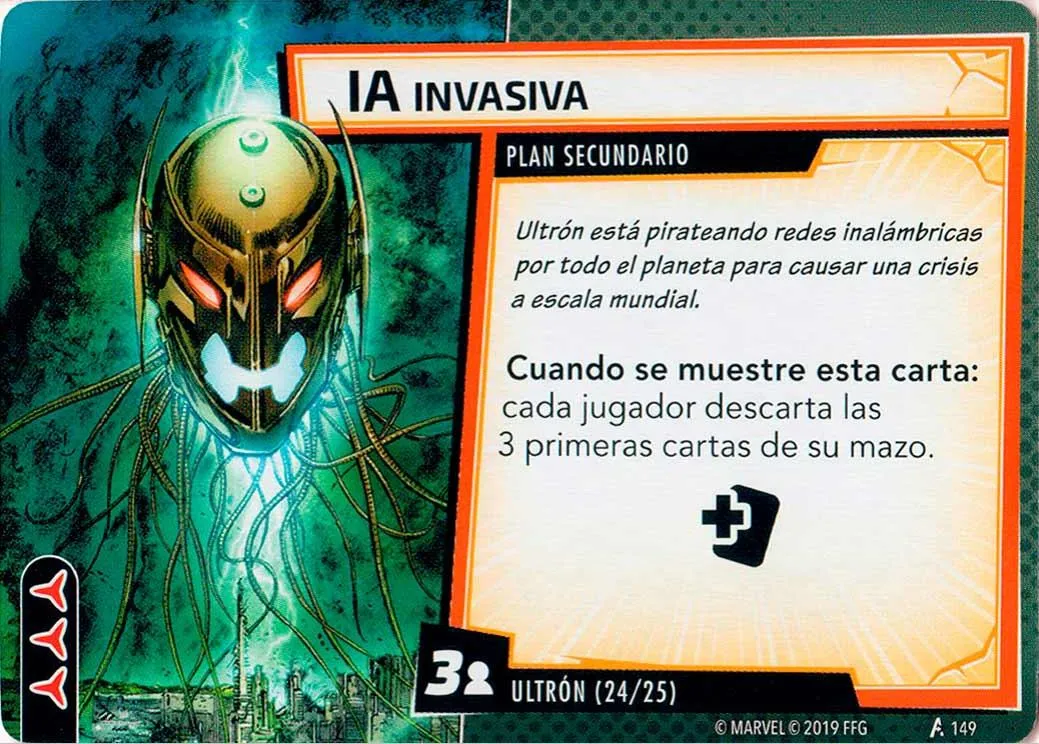 IA INVASIVA
PLAN SECUNDARIO
Ultrón está pirateando redes inalámbricas
por todo el planeta para causar una crisis
a escala mundial.
Cuando se muestre esta carta:
cada jugador descarta las
3 primeras cartas de su mazo.
3
ULTRÓN (24/25)
© MARVEL © 2019 FFG
149